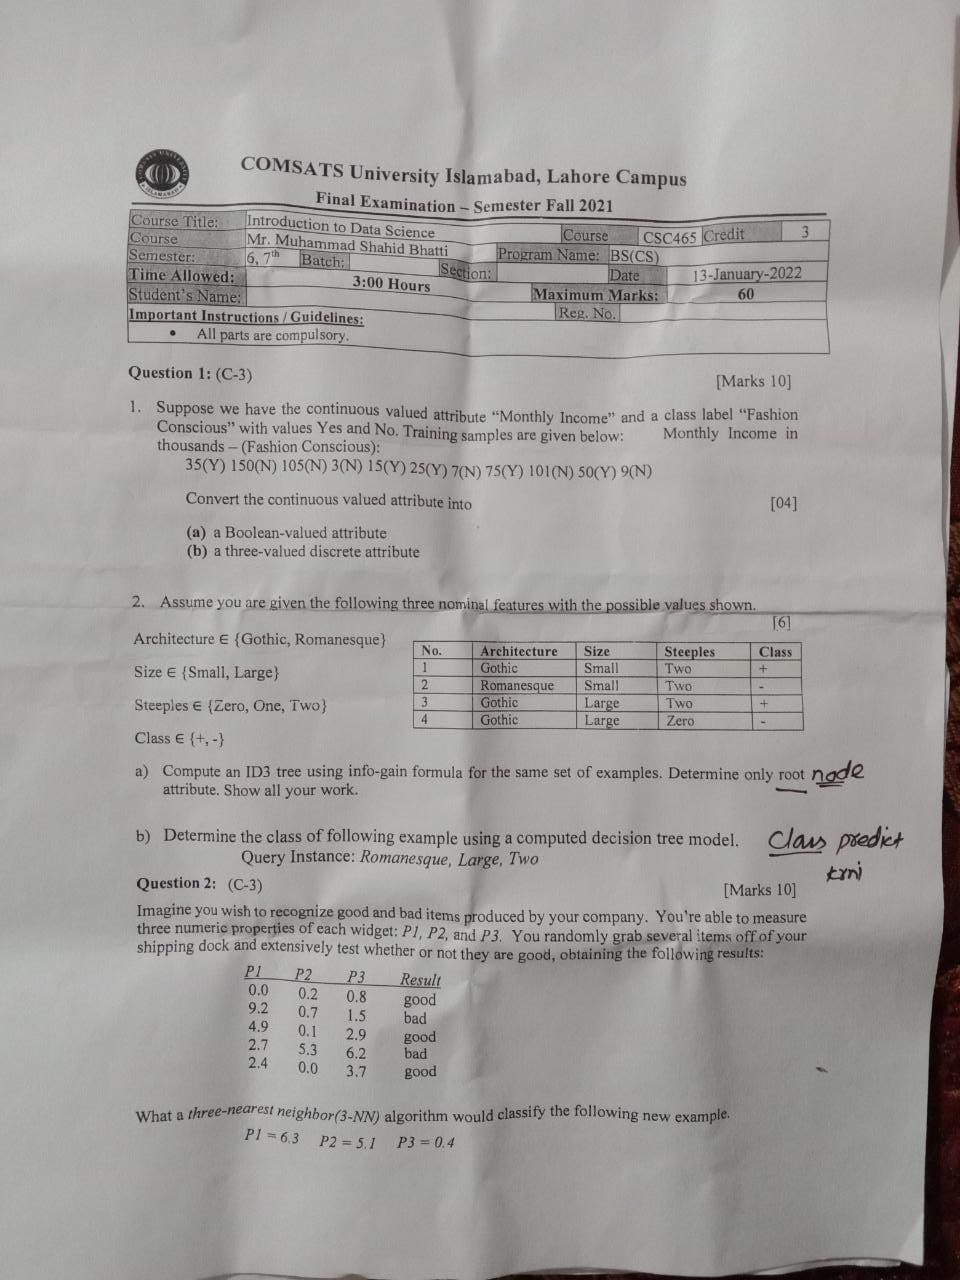 COMSATS University Islamabad, Lahore Campus
Final Examination – Semester Fall 2021
Course Title: Introduction to Data Science Course CSC465 Credit 3
Course Mr. Muhammad Shahid Bhatti Program Name: BS(CS)
Semester: 6, 7th Batch: Section: Date 13-January-2022
Time Allowed: 3:00 Hours Maximum Marks: 60
Student's Name: Reg. No.
Important Instructions / Guidelines:
• All parts are compulsory.
Question 1: (C-3) [Marks 10]
1. Suppose we have the continuous valued attribute “Monthly Income” and a class label “Fashion
Conscious” with values Yes and No. Training samples are given below: Monthly Income in
thousands – (Fashion Conscious):
35(Y) 150(N) 105(N) 3(N) 15(Y) 25(Y) 7(N) 75(Y) 101(N) 50(Y) 9(N)
Convert the continuous valued attribute into [04]
(a) a Boolean-valued attribute
(b) a three-valued discrete attribute
2. Assume you are given the following three nominal features with the possible values shown.
[6]
Architecture ∈ {Gothic, Romanesque}
Size ∈ {Small, Large}
Steeples ∈ {Zero, One, Two}
Class ∈ {+, -}
No. Architecture Size Steeples Class
1 Gothic Small Two +
2 Romanesque Small Two -
3 Gothic Large Two +
4 Gothic Large Zero -
a) Compute an ID3 tree using info-gain formula for the same set of examples. Determine only root node
attribute. Show all your work.
b) Determine the class of following example using a computed decision tree model. Class predict
Query Instance: Romanesque, Large, Two
Question 2: (C-3) [Marks 10]
Imagine you wish to recognize good and bad items produced by your company. You're able to measure
three numeric properties of each widget: P1, P2, and P3. You randomly grab several items off of your
shipping dock and extensively test whether or not they are good, obtaining the following results:
P1 P2 P3 Result
0.0 0.2 0.8 good
9.2 0.7 1.5 bad
4.9 0.1 2.9 good
2.7 5.3 6.2 bad
2.4 0.0 3.7 good
What a three-nearest neighbor(3-NN) algorithm would classify the following new example.
P1 = 6.3 P2 = 5.1 P3 = 0.4